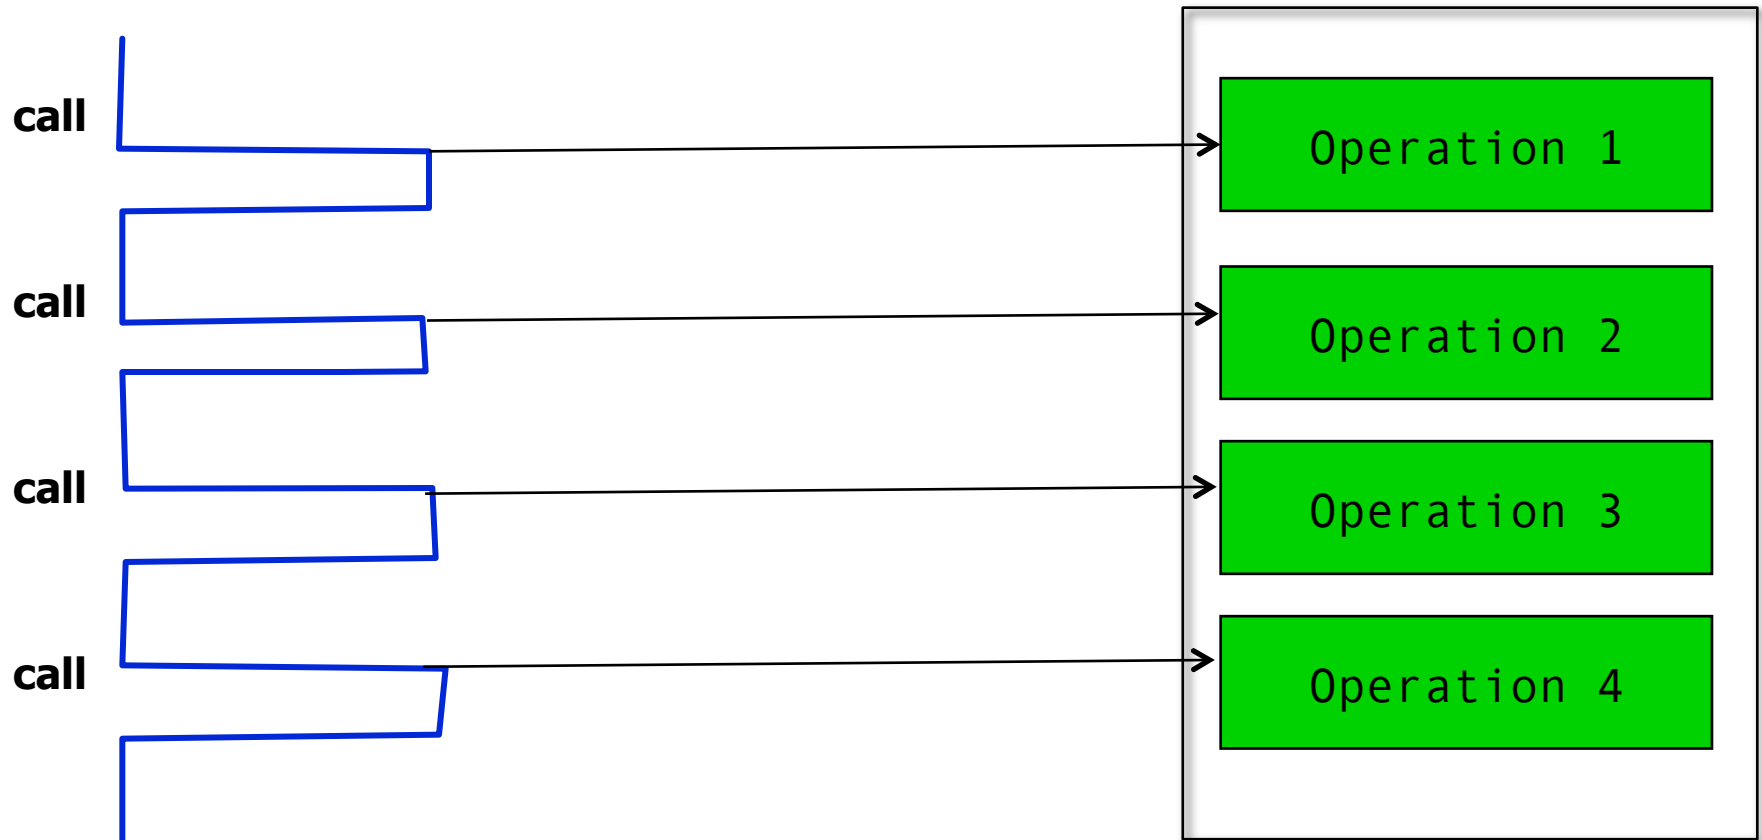 call
Operation 1
call
Operation 2
call
Operation 3
call
Operation 4